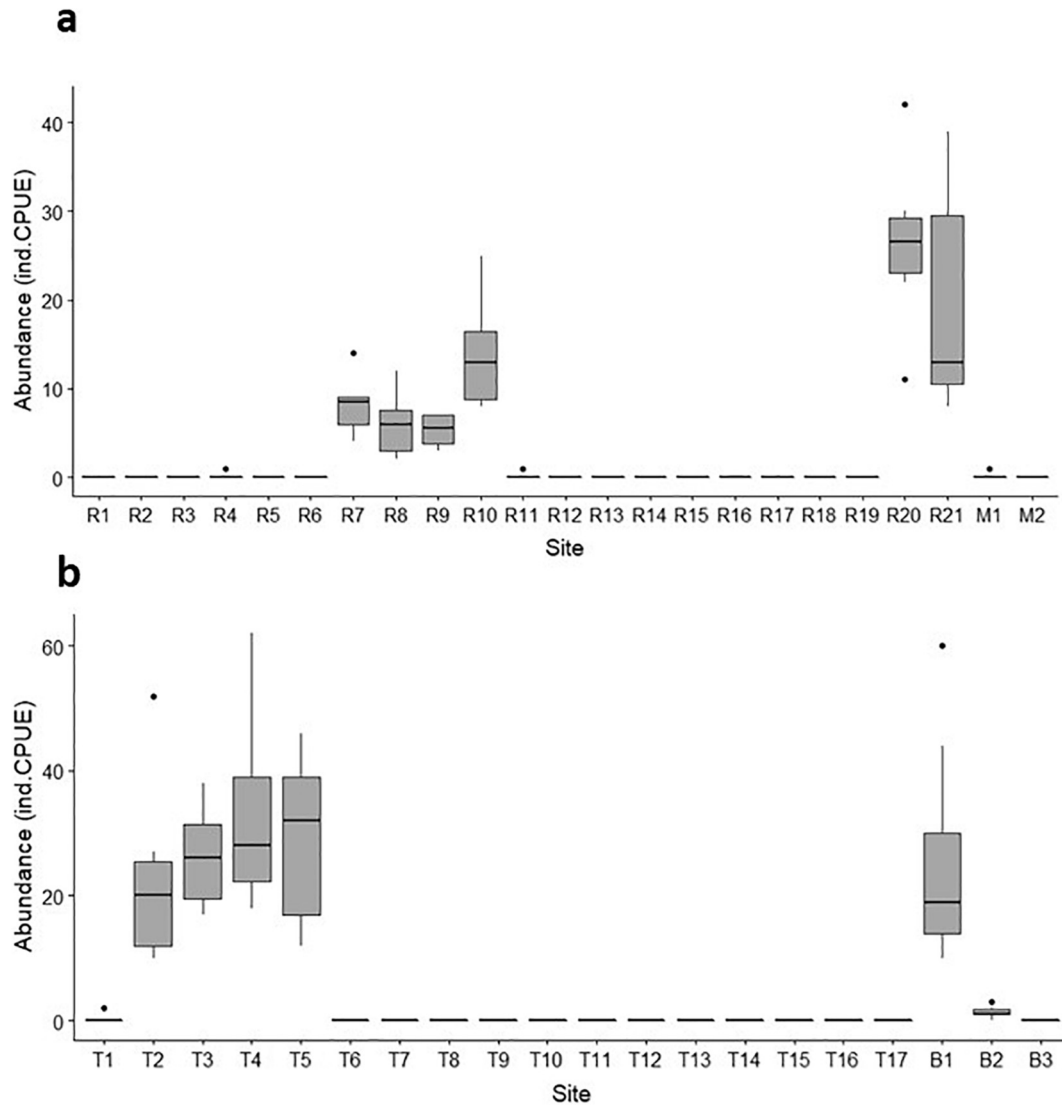 a
Abundance (ind.CPUE)
40
30
20
10
0
R1 R2 R3 R4 R5 R6 R7 R8 R9 R10 R11 R12 R13 R14 R15 R16 R17 R18 R19 R20 R21 M1 M2
Site
b
Abundance (ind.CPUE)
60
40
20
0
T1 T2 T3 T4 T5 T6 T7 T8 T9 T10 T11 T12 T13 T14 T15 T16 T17 B1 B2 B3
Site